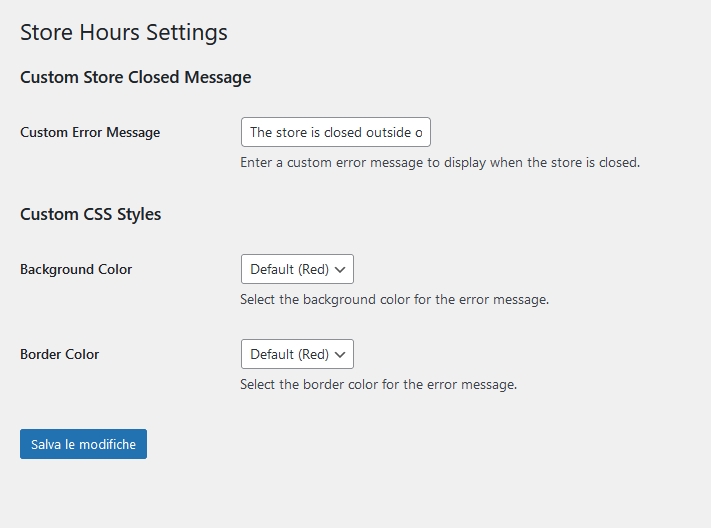 Store Hours Settings
Custom Store Closed Message
Custom Error Message
The store is closed outside o
Enter a custom error message to display when the store is closed.
Custom CSS Styles
Background Color
Default (Red)
Select the background color for the error message.
Border Color
Default (Red)
Select the border color for the error message.
Salva le modifiche